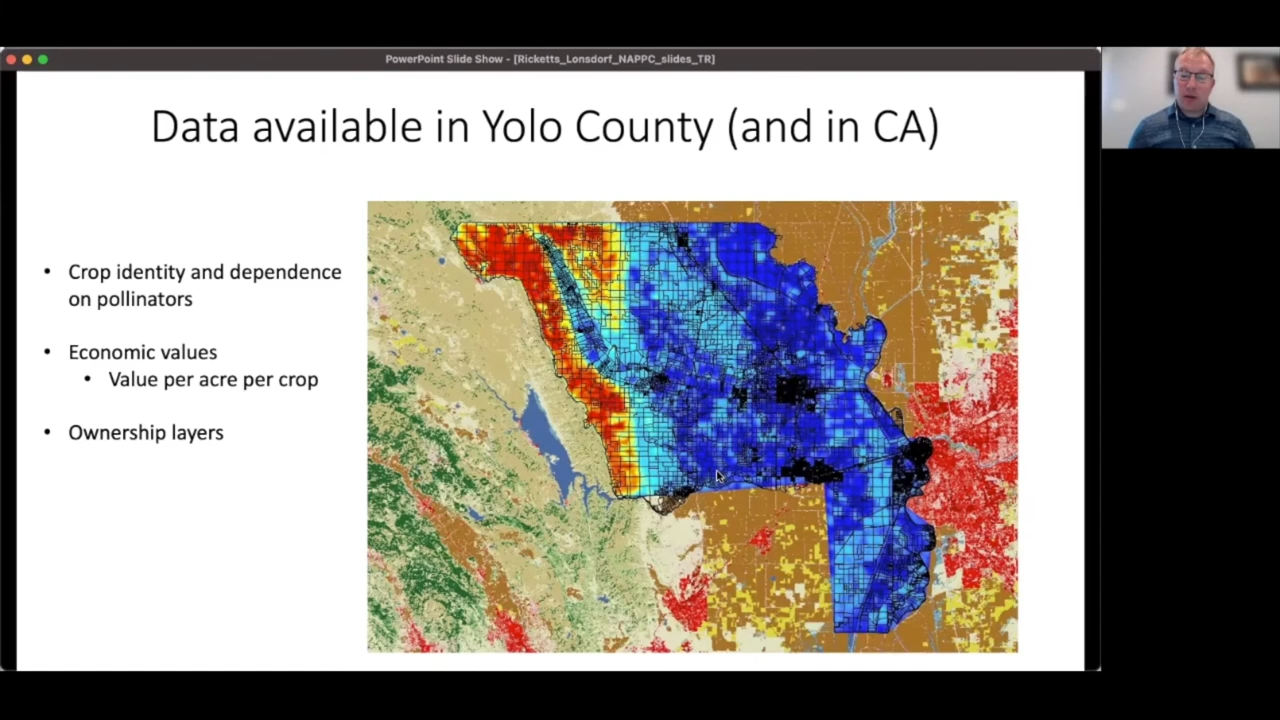 PowerPoint Slide Show - [Ricketts_Lonsdorf_NAPPC_slides_TR]
Data available in Yolo County (and in CA)
• Crop identity and dependence
on pollinators
• Economic values
• Value per acre per crop
• Ownership layers